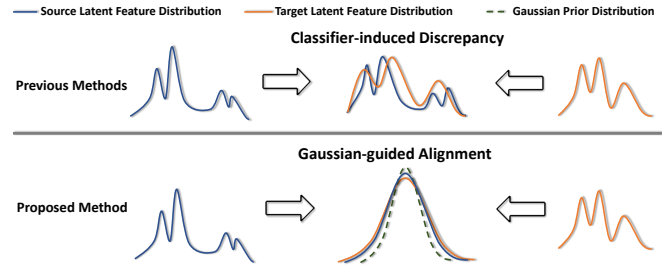 Source Latent Feature Distribution Target Latent Feature Distribution Gaussian Prior Distribution
Classifier-induced Discrepancy
Previous Methods
Gaussian-guided Alignment
Proposed Method